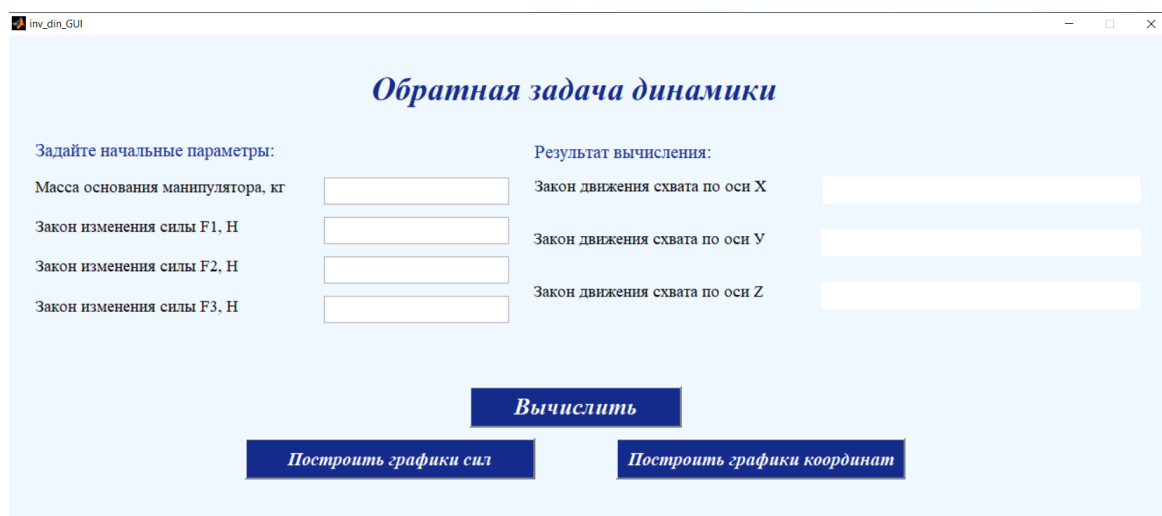 inv_din_GUI
Обратная задача динамики
Задайте начальные параметры:
Масса основания манипулятора, кг
Закон изменения силы F1, Н
Закон изменения силы F2, Н
Закон изменения силы F3, Н
Результат вычисления:
Закон движения схвата по оси X
Закон движения схвата по оси У
Закон движения схвата по оси Z
Вычислить
Построить графики сил
Построить графики координат